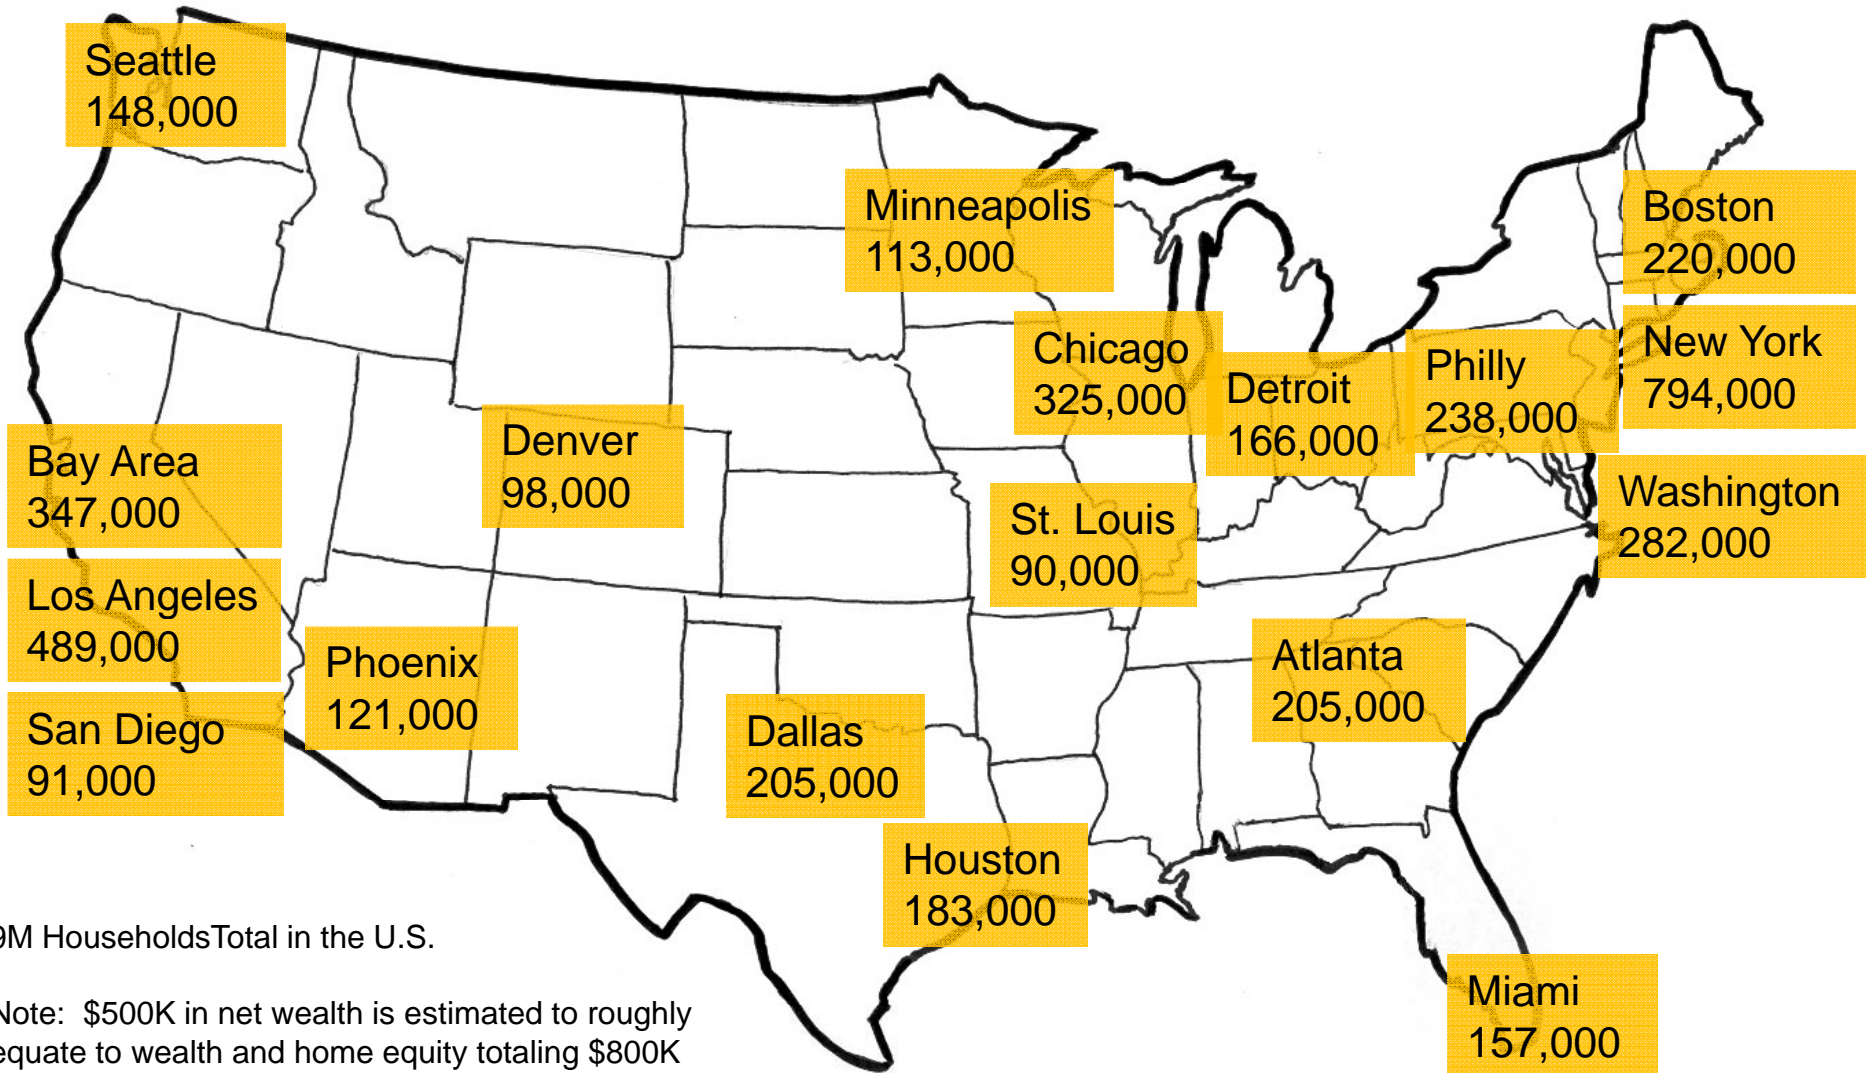 Seattle
148,000
Minneapolis
113,000
Boston
220,000
Chicago
325,000
Detroit
166,000
Philly
238,000
New York
794,000
Bay Area
347,000
Denver
98,000
St. Louis
90,000
Washington
282,000
Los Angeles
489,000
Phoenix
121,000
Atlanta
205,000
San Diego
91,000
Dallas
205,000
Houston
183,000
Miami
157,000
9M HouseholdsTotal in the U.S.
Note: $500K in net wealth is estimated to roughly
equate to wealth and home equity totaling $800K